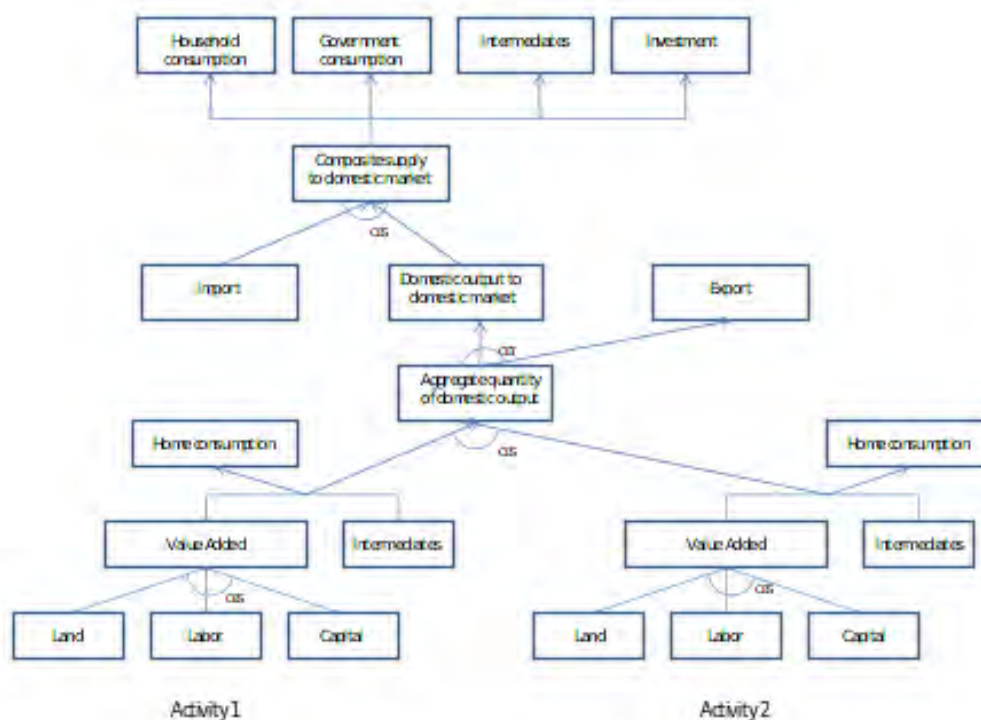 Household
consumption
Government
consumption
Intermediates
Investment
Composite supply
to domestic market
CES
Import
Domestic output to
domestic market
Export
CET
Aggregate quantity
of domestic output
CES
Home consumption
Home consumption
Value Added
Intermediates
Value Added
Intermediates
CES
CES
Land
Labor
Capital
Land
Labor
Capital
Activity 1
Activity 2